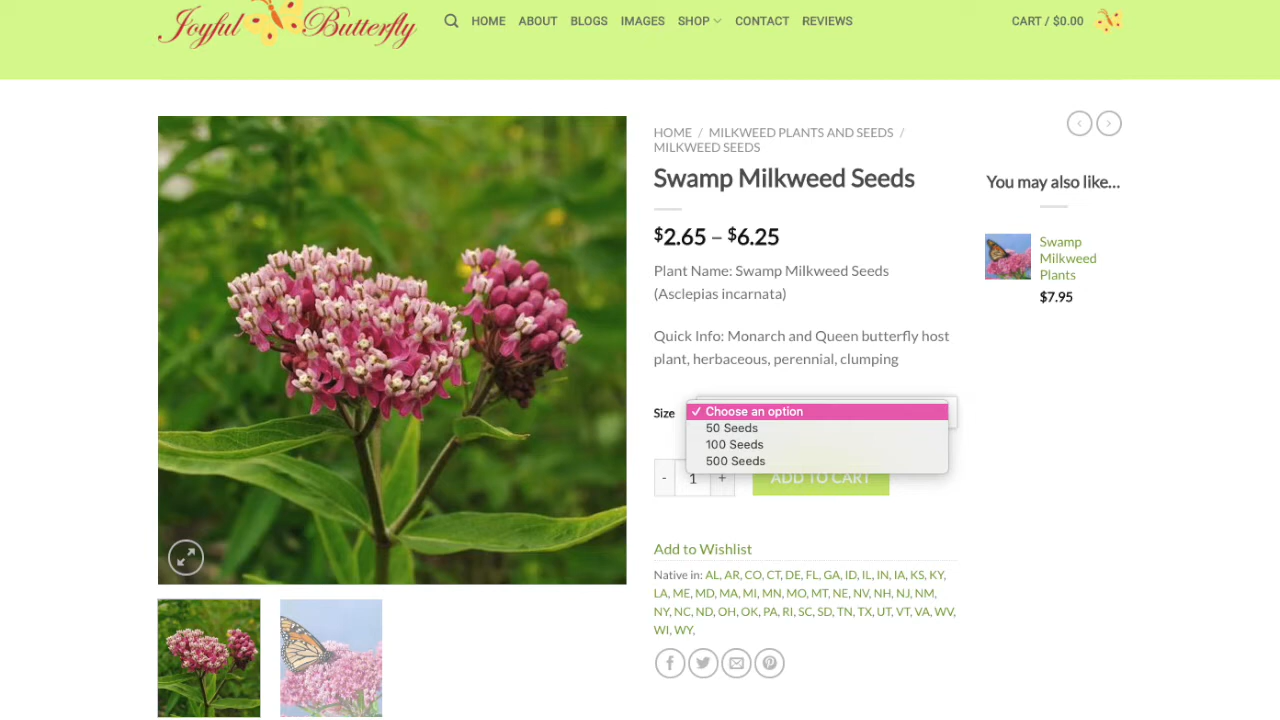 Joyful Butterfly
HOME ABOUT BLOGS IMAGES SHOP CONTACT REVIEWS
CART / $0.00
HOME / MILKWEED PLANTS AND SEEDS /
MILKWEED SEEDS
Swamp Milkweed Seeds
$2.65 – $6.25
Plant Name: Swamp Milkweed Seeds
(Asclepias incarnata)
Quick Info: Monarch and Queen butterfly host
plant, herbaceous, perennial, clumping
Size
✓ Choose an option
50 Seeds
100 Seeds
500 Seeds
- 1 +
ADD TO CART
Add to Wishlist
Native in: AL, AR, CO, CT, DE, FL, GA, ID, IL, IN, IA, KS, KY,
LA, ME, MD, MA, MI, MN, MO, MT, NE, NV, NH, NJ, NM,
NY, NC, ND, OH, OK, PA, RI, SC, SD, TN, TX, UT, VT, VA, WV,
WI, WY,
You may also like...
Swamp
Milkweed
Plants
$7.95